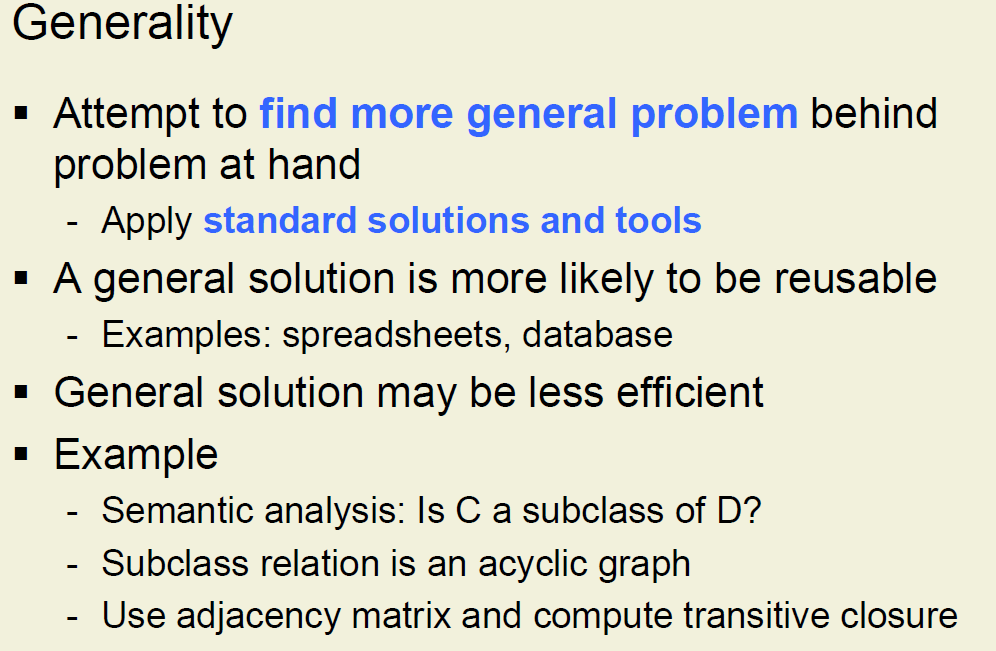 Generality
▪ Attempt to find more general problem behind
problem at hand
- Apply standard solutions and tools
▪ A general solution is more likely to be reusable
- Examples: spreadsheets, database
▪ General solution may be less efficient
▪ Example
- Semantic analysis: Is C a subclass of D?
- Subclass relation is an acyclic graph
- Use adjacency matrix and compute transitive closure